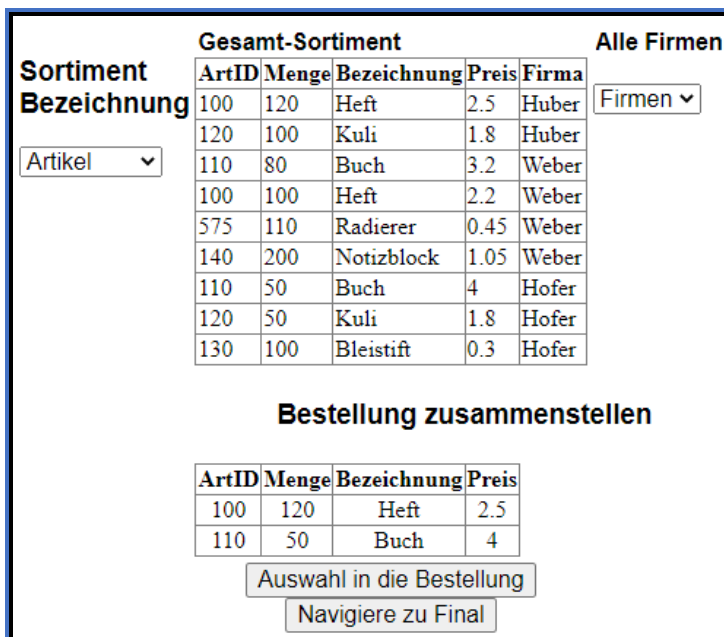 Gesamt-Sortiment
Alle Firmen
Sortiment
Bezeichnung
Artikel
Firmen
ArtID Menge Bezeichnung Preis Firma
100 120 Heft 2.5 Huber
120 100 Kuli 1.8 Huber
110 80 Buch 3.2 Weber
100 100 Heft 2.2 Weber
575 110 Radierer 0.45 Weber
140 200 Notizblock 1.05 Weber
110 50 Buch 4 Hofer
120 50 Kuli 1.8 Hofer
130 100 Bleistift 0.3 Hofer
Bestellung zusammenstellen
ArtID Menge Bezeichnung Preis
100 120 Heft 2.5
110 50 Buch 4
Auswahl in die Bestellung
Navigiere zu Final